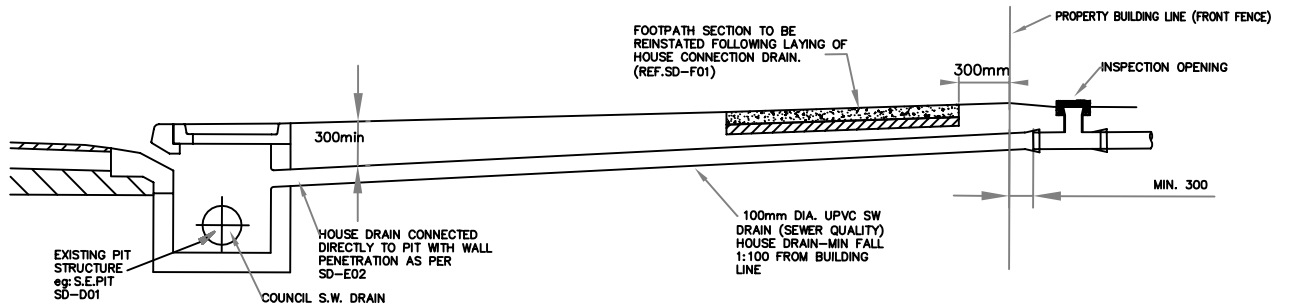 PROPERTY BUILDING LINE (FRONT FENCE)
FOOTPATH SECTION TO BE
REINSTATED FOLLOWING LAYING OF
HOUSE CONNECTION DRAIN.
(REF.SD-F01)
300mm
INSPECTION OPENING
300min
MIN. 300
100mm DIA. UPVC SW
DRAIN (SEWER QUALITY)
HOUSE DRAIN-MIN FALL
1:100 FROM BUILDING
LINE
HOUSE DRAIN CONNECTED
DIRECTLY TO PIT WITH WALL
PENETRATION AS PER
SD-E02
EXISTING PIT
STRUCTURE
eg: S.E.PIT
SD-D01
COUNCIL S.W. DRAIN